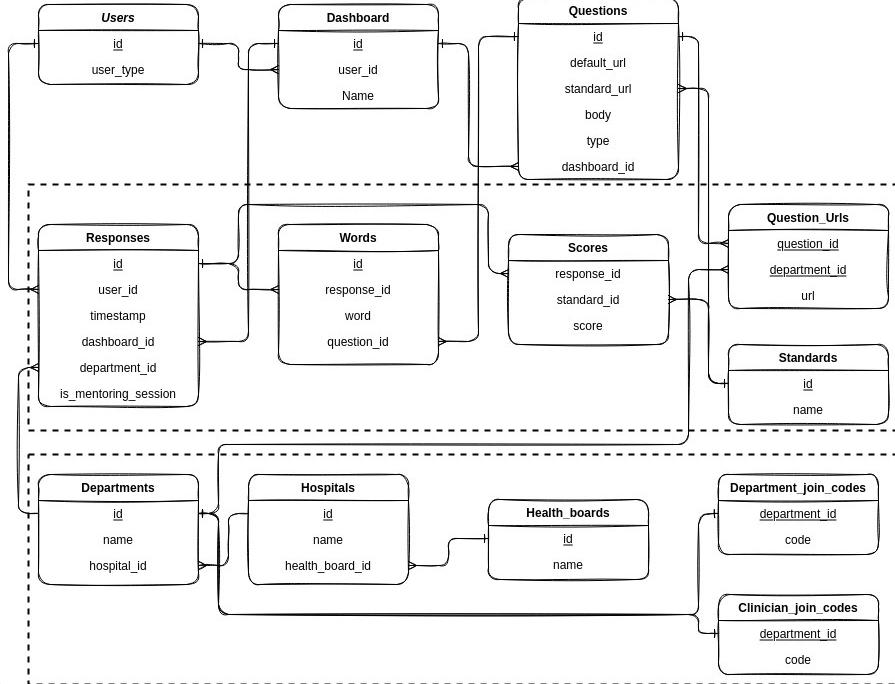 Users
id
user_type
Dashboard
id
user_id
Name
Questions
id
default_url
standard_url
body
type
dashboard_id
Responses
id
user_id
timestamp
dashboard_id
department_id
is_mentoring_session
Words
id
response_id
word
question_id
Scores
response_id
standard_id
score
Question_Urls
question_id
department_id
url
Standards
id
name
Departments
id
name
hospital_id
Hospitals
id
name
health_board_id
Health_boards
id
name
Department_join_codes
department_id
code
Clinician_join_codes
department_id
code